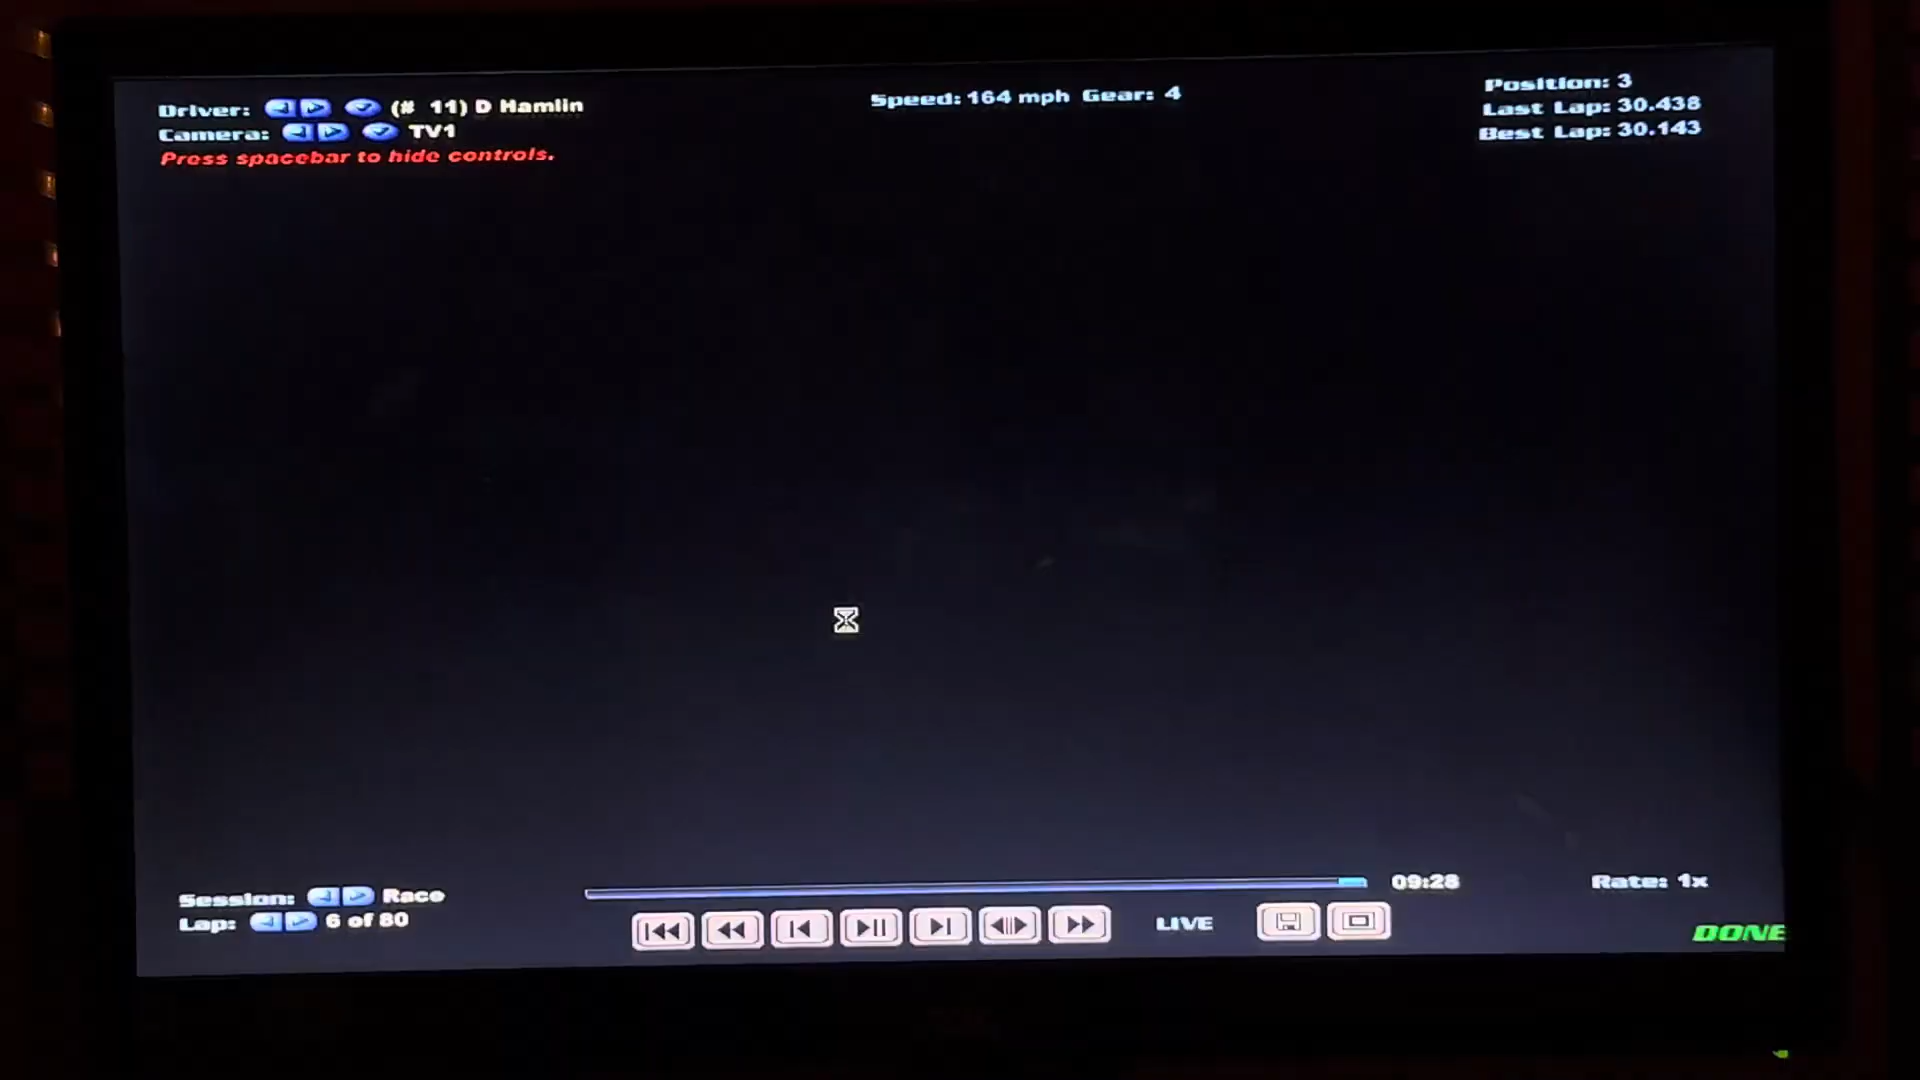 Driver: (# 11) D Hamlin
Camera: TV1
Press spacebar to hide controls.
Speed: 164 mph Gear: 4
Position: 3
Last Lap: 30.438
Best Lap: 30.143
Session: Race
Lap: 6 of 80
09:28
LIVE
Rate: 1x
DONE